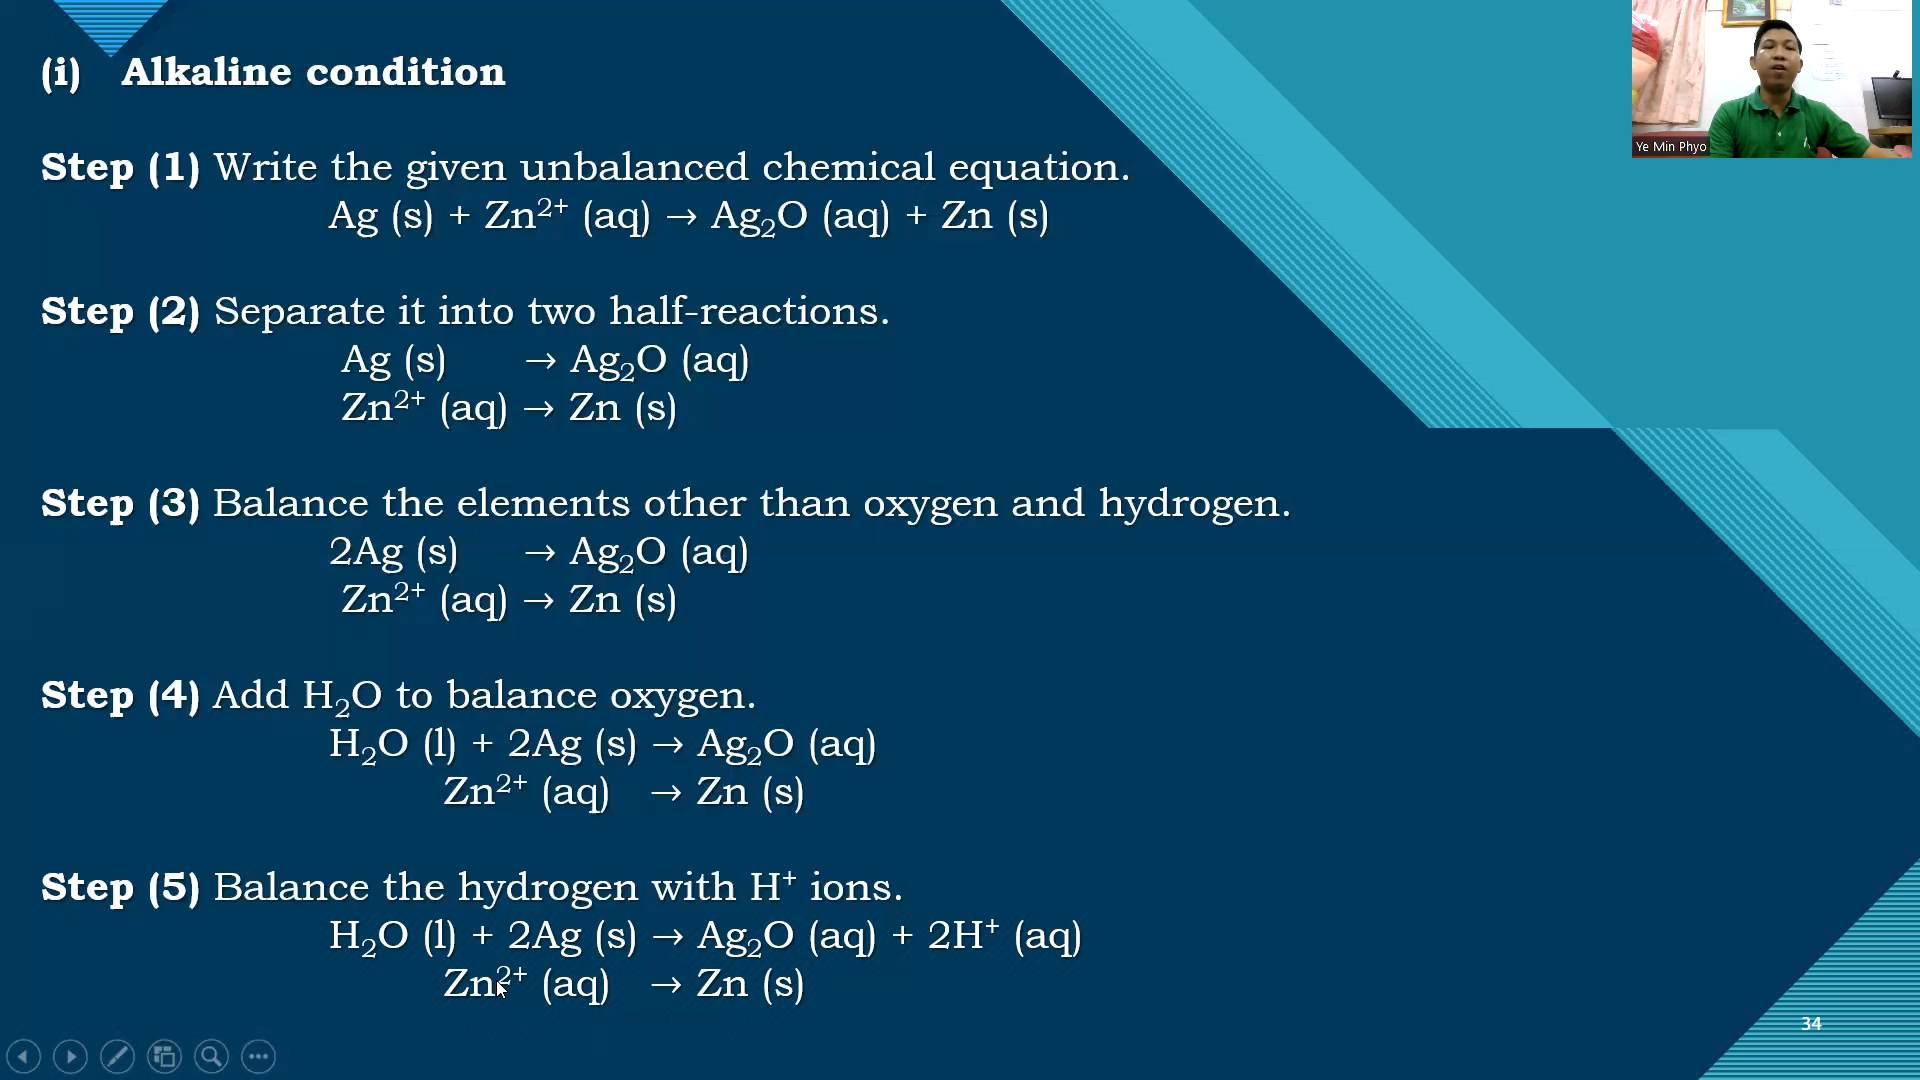 (i) Alkaline condition
Step (1) Write the given unbalanced chemical equation.
Ag (s) + Zn²⁺ (aq) → Ag₂O (aq) + Zn (s)
Step (2) Separate it into two half-reactions.
Ag (s) → Ag₂O (aq)
Zn²⁺ (aq) → Zn (s)
Step (3) Balance the elements other than oxygen and hydrogen.
2Ag (s) → Ag₂O (aq)
Zn²⁺ (aq) → Zn (s)
Step (4) Add H₂O to balance oxygen.
H₂O (l) + 2Ag (s) → Ag₂O (aq)
Zn²⁺ (aq) → Zn (s)
Step (5) Balance the hydrogen with H⁺ ions.
H₂O (l) + 2Ag (s) → Ag₂O (aq) + 2H⁺ (aq)
Zn²⁺ (aq) → Zn (s)
Ye Min Phyo
34